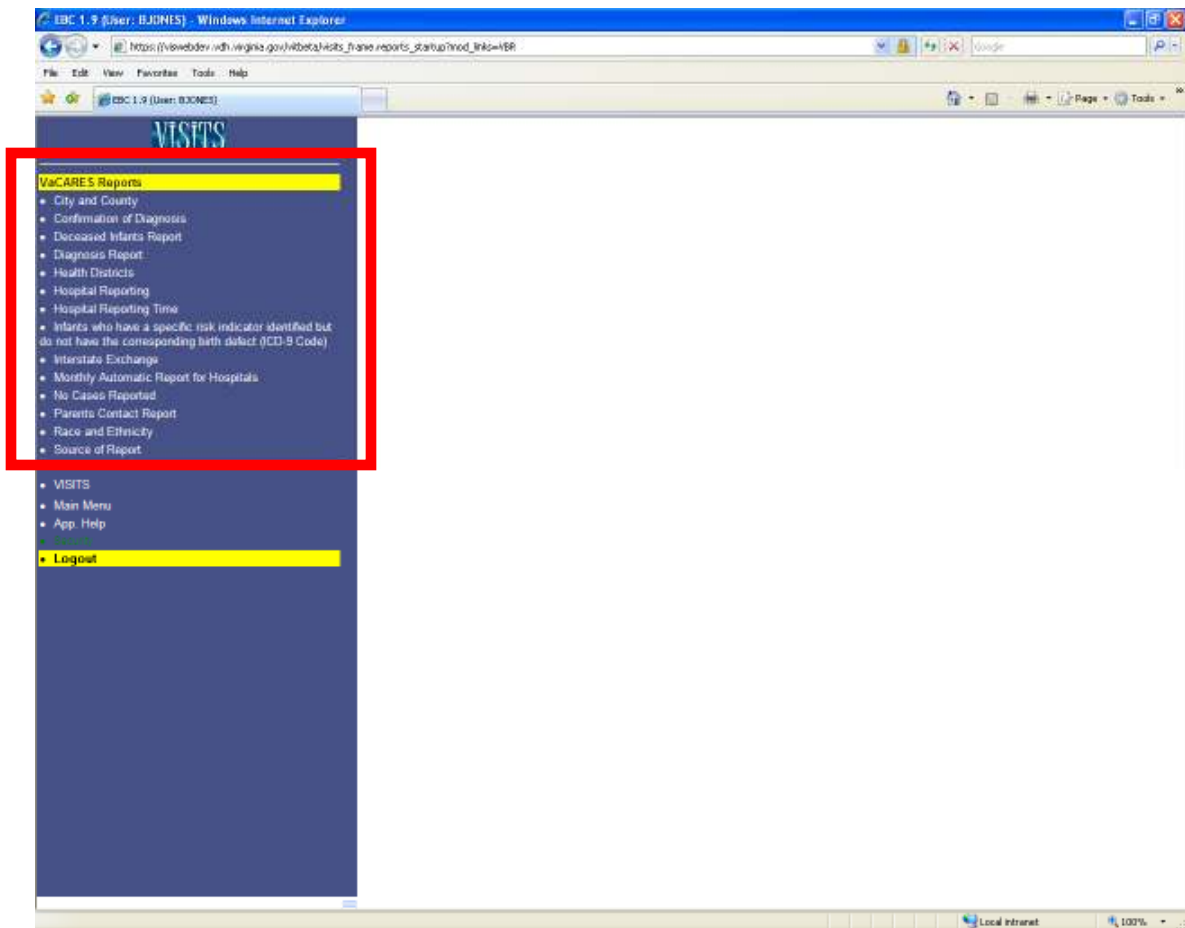 EBC 1.9 (User: BJONES) - Windows Internet Explorer
https://viswebdev.vdh.virginia.gov/vitbeta/visits_frame.reports_startup?mod_links=VBR
Google
File Edit View Favorites Tools Help
EBC 1.9 (User: BJONES)
Page Tools
VISITS
VaCARES Reports
City and County
Confirmation of Diagnosis
Deceased Infants Report
Diagnosis Report
Health Districts
Hospital Reporting
Hospital Reporting Time
Infants who have a specific risk indicator identified but
do not have the corresponding birth defect (ICD-9 Code)
Interstate Exchange
Monthly Automatic Report for Hospitals
No Cases Reported
Parents Contact Report
Race and Ethnicity
Source of Report
VISITS
Main Menu
App. Help
Logout
Local intranet 100%